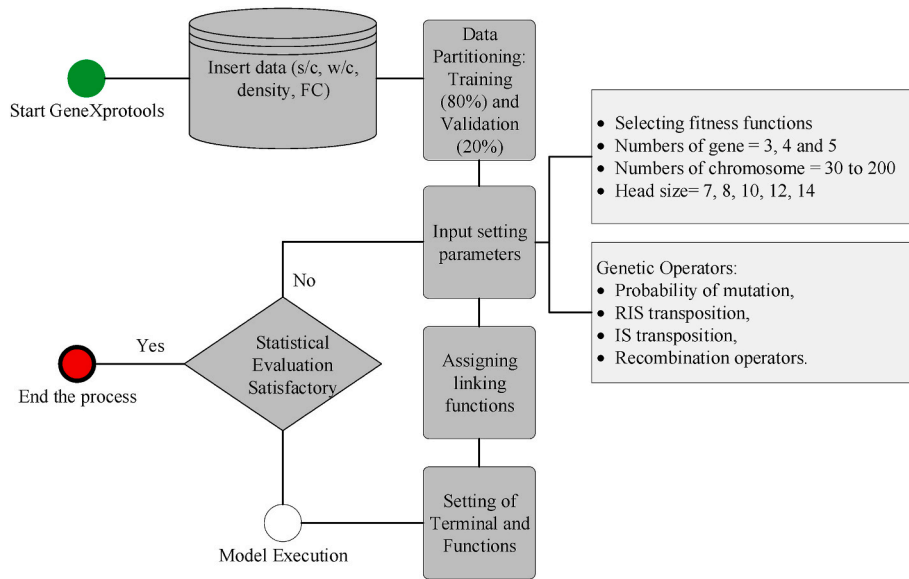 Start GeneXprotools
Insert data (s/c, w/c,
density, FC)
Data
Partitioning:
Training
(80%) and
Validation
(20%)
Input setting
parameters
• Selecting fitness functions
• Numbers of gene = 3, 4 and 5
• Numbers of chromosome = 30 to 200
• Head size= 7, 8, 10, 12, 14
Genetic Operators:
• Probability of mutation,
• RIS transposition,
• IS transposition,
• Recombination operators.
Assigning
linking
functions
Setting of
Terminal and
Functions
Model Execution
Statistical
Evaluation
Satisfactory
No
Yes
End the process